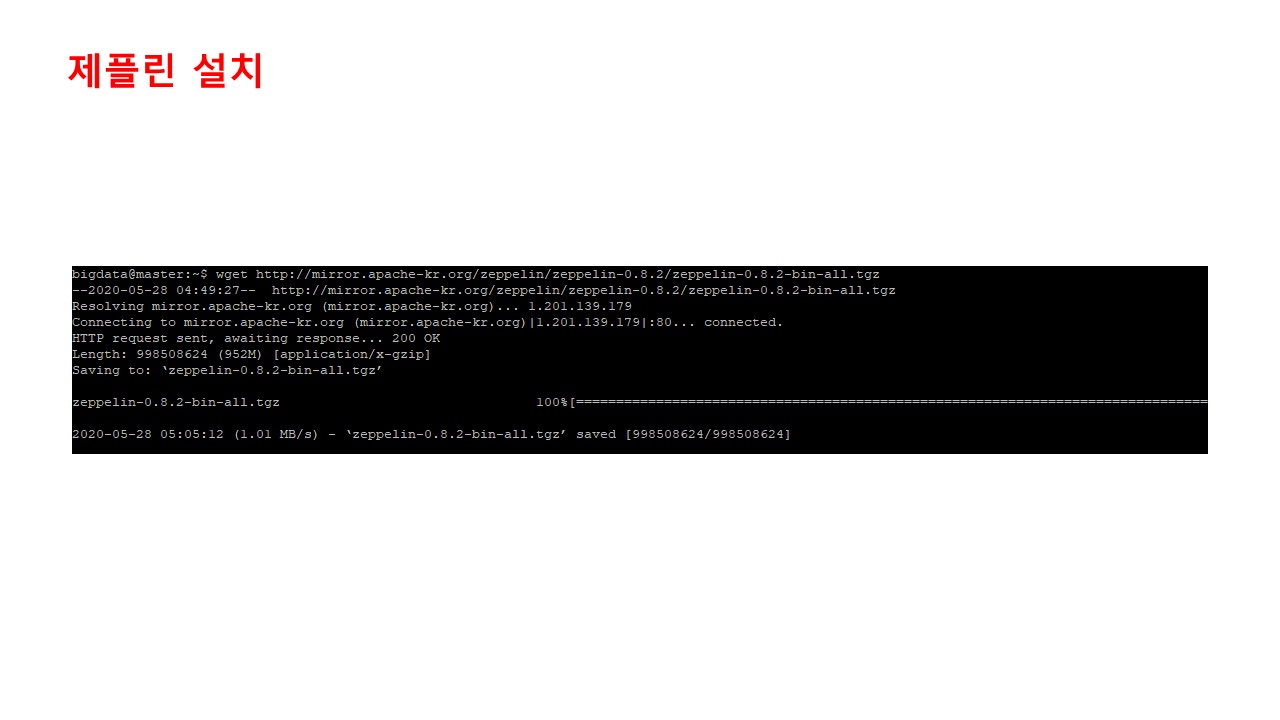 제플린 설치
bigdata@master:~$ wget http://mirror.apache-kr.org/zeppelin/zeppelin-0.8.2/zeppelin-0.8.2-bin-all.tgz
--2020-05-28 04:49:27--  http://mirror.apache-kr.org/zeppelin/zeppelin-0.8.2/zeppelin-0.8.2-bin-all.tgz
Resolving mirror.apache-kr.org (mirror.apache-kr.org)... 1.201.139.179
Connecting to mirror.apache-kr.org (mirror.apache-kr.org)|1.201.139.179|:80... connected.
HTTP request sent, awaiting response... 200 OK
Length: 998508624 (952M) [application/x-gzip]
Saving to: ‘zeppelin-0.8.2-bin-all.tgz’
zeppelin-0.8.2-bin-all.tgz                                100%[===============================================================================
2020-05-28 05:05:12 (1.01 MB/s) - ‘zeppelin-0.8.2-bin-all.tgz’ saved [998508624/998508624]